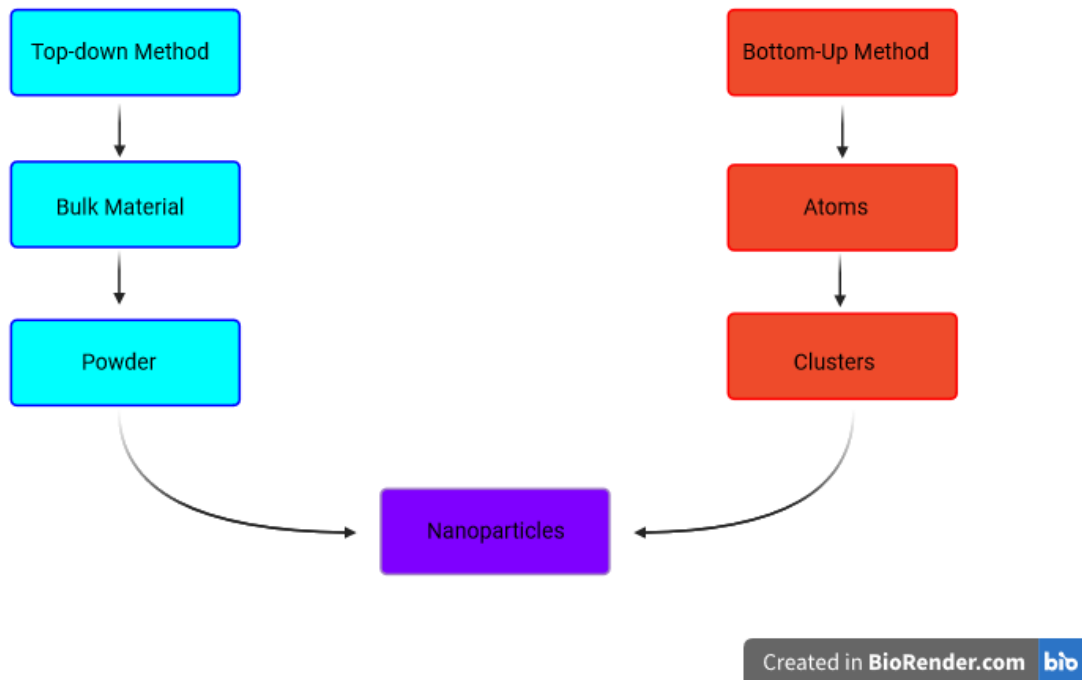 Top-down Method
Bottom-Up Method
Bulk Material
Atoms
Powder
Clusters
Nanoparticles
Created in BioRender.com bio